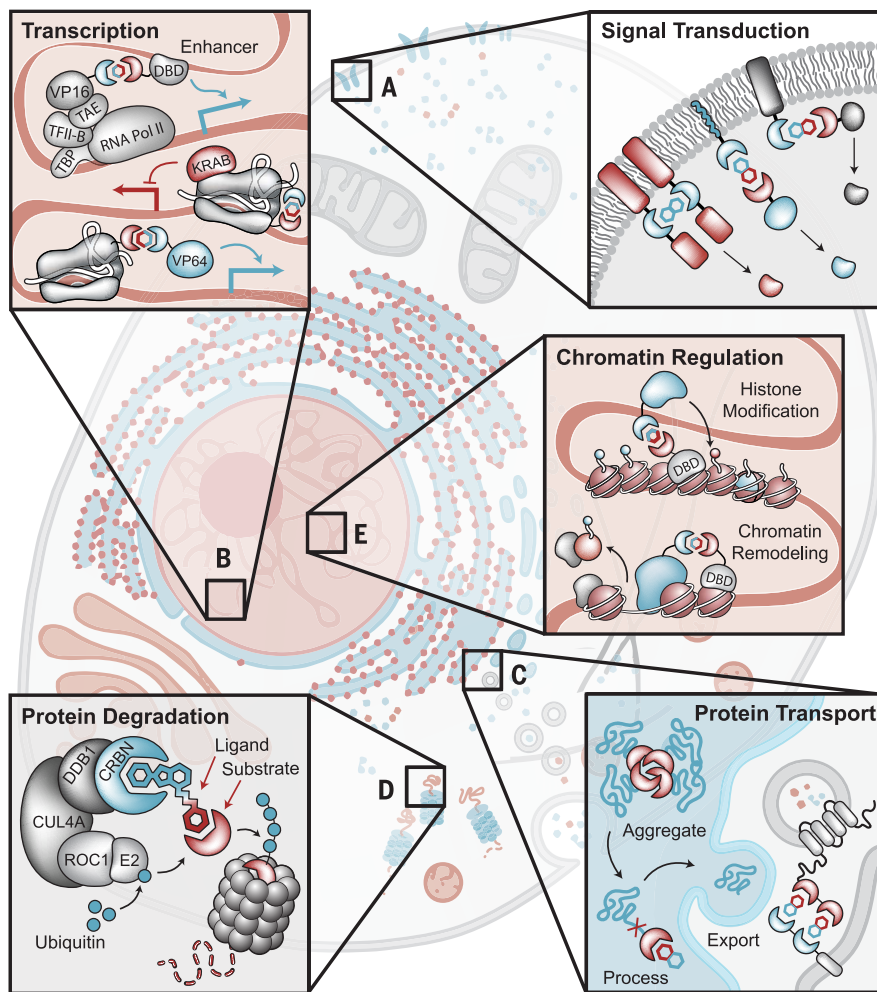 Transcription
Enhancer
DBD
VP16
TAE
TFII-B
RNA Pol II
TBP
KRAB
VP64
A
Signal Transduction
Chromatin Regulation
Histone
Modification
DBD
Chromatin
Remodeling
DBD
B
E
C
D
Protein Degradation
Ligand
Substrate
DDB1
CRBN
CUL4A
ROC1
E2
Ubiquitin
Protein Transport
Aggregate
Export
Process